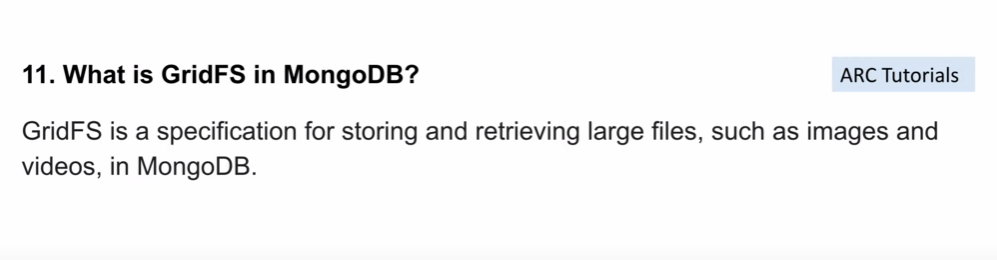 11. What is GridFS in MongoDB?
ARC Tutorials
GridFS is a specification for storing and retrieving large files, such as images and
videos, in MongoDB.